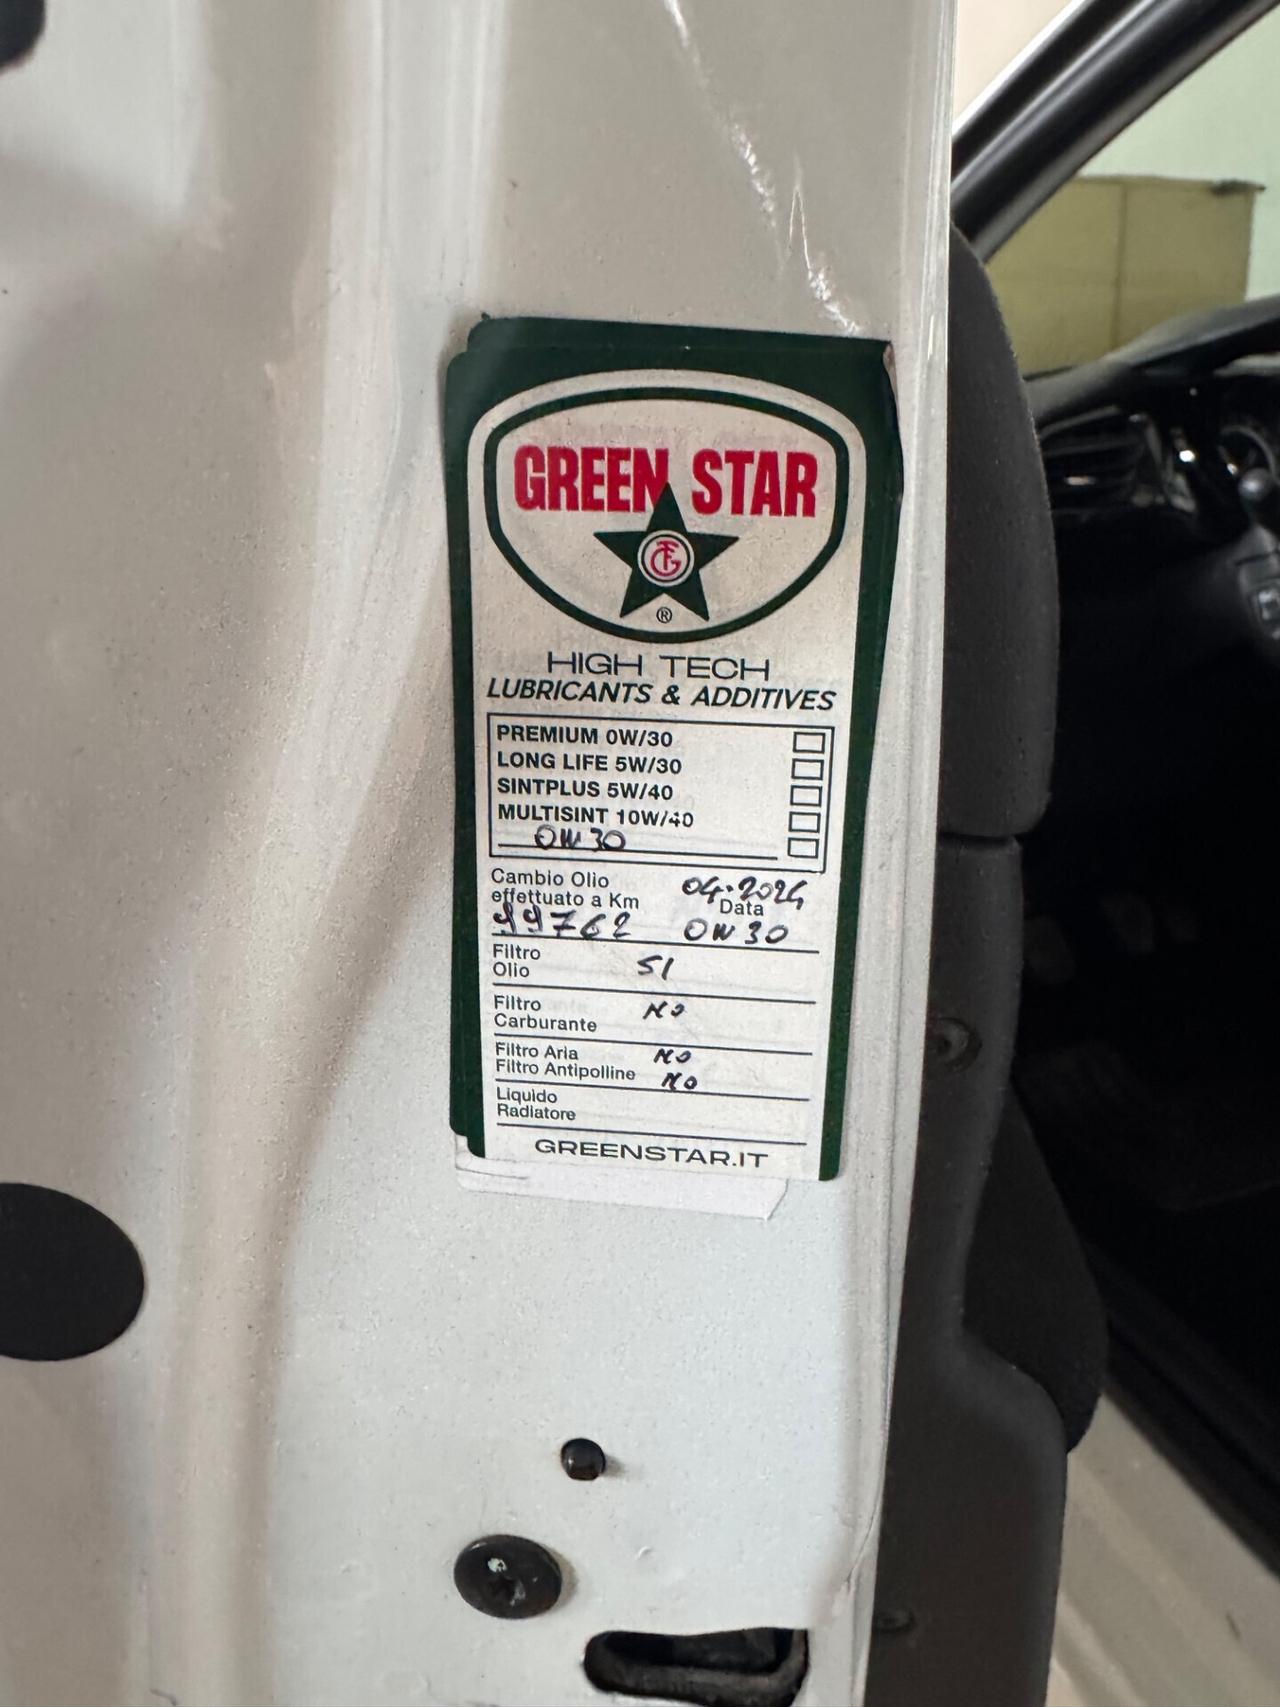 GREEN STAR
®
HIGH TECH
LUBRICANTS & ADDITIVES
PREMIUM 0W/30
LONG LIFE 5W/30
SINTPLUS 5W/40
MULTISINT 10W/40
0W30
Cambio Olio 04.2024
effettuato a Km Data
99762 0W30
Filtro
Olio SI
Filtro NO
Carburante
Filtro Aria NO
Filtro Antipolline NO
Liquido
Radiatore
GREENSTAR.IT